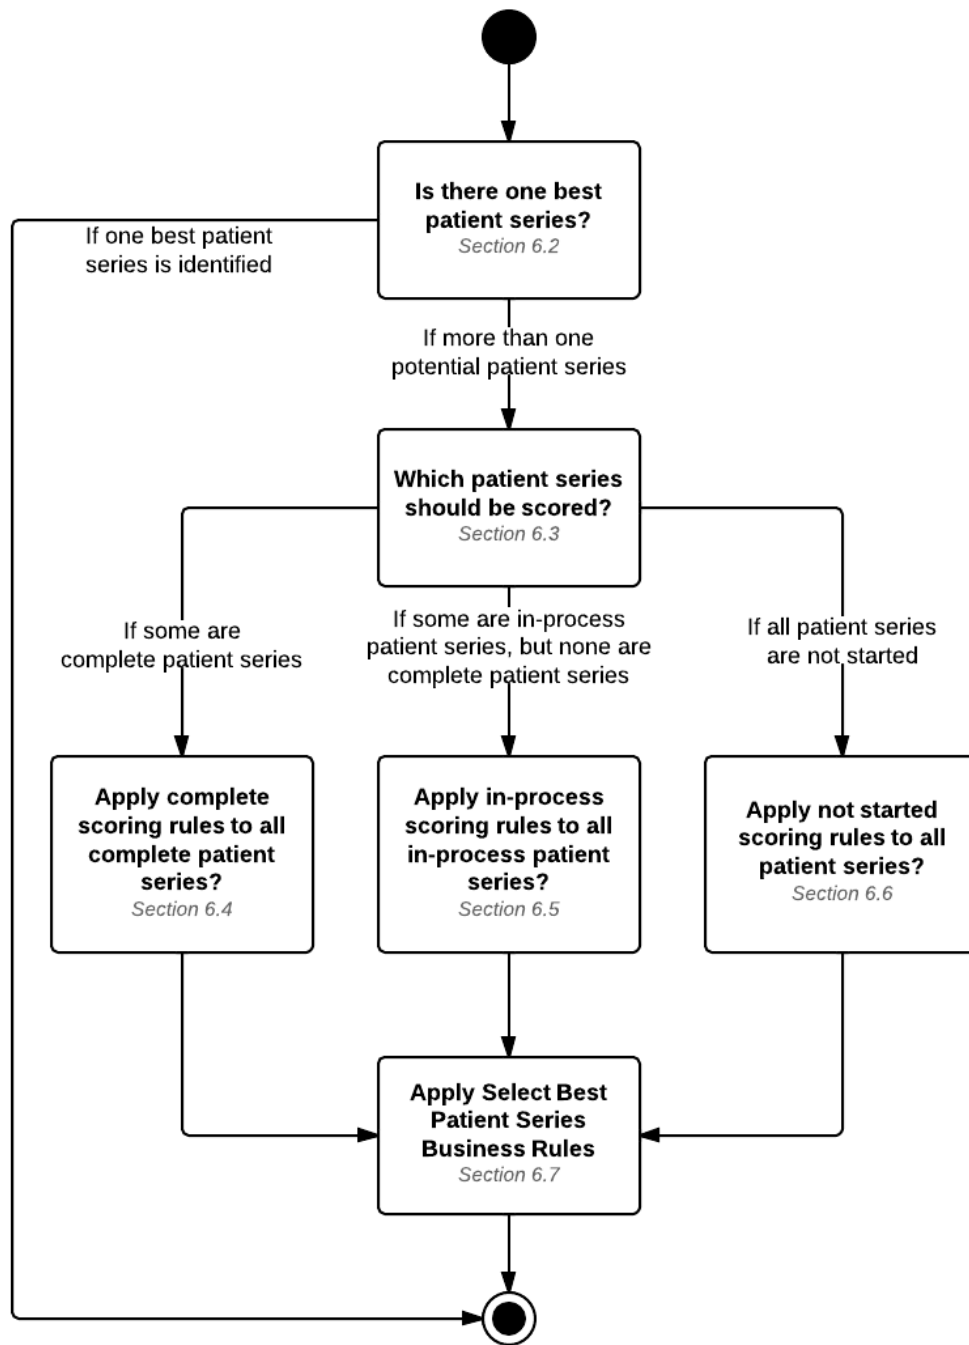 Is there one best
patient series?
Section 6.2
If one best patient
series is identified
If more than one
potential patient series
Which patient series
should be scored?
Section 6.3
If some are
complete patient series
If some are in-process
patient series, but none are
complete patient series
If all patient series
are not started
Apply complete
scoring rules to all
complete patient
series?
Section 6.4
Apply in-process
scoring rules to all
in-process patient
series?
Section 6.5
Apply not started
scoring rules to all
patient series?
Section 6.6
Apply Select Best
Patient Series
Business Rules
Section 6.7